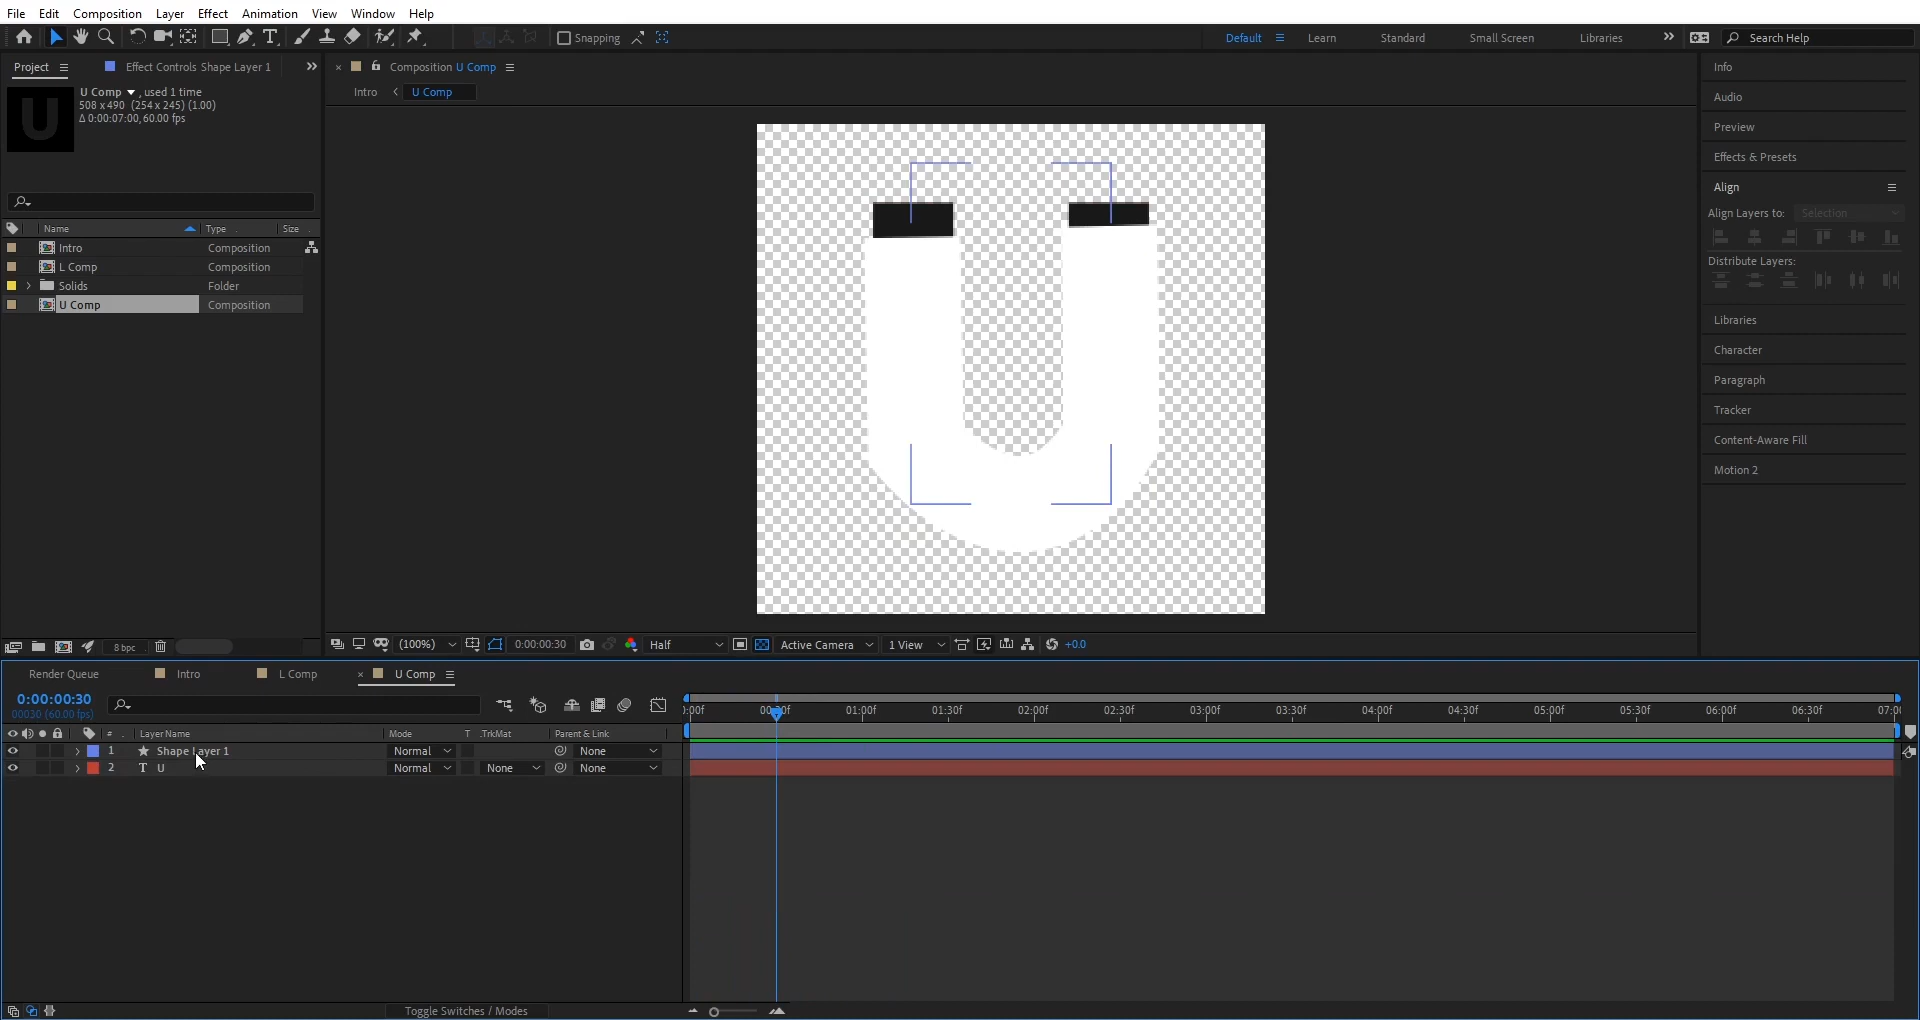 File Edit Composition Layer Effect Animation View Window Help
Snapping Default Learn Standard Small Screen Libraries Search Help
Project Effect Controls Shape Layer 1
Composition U Comp
Intro U Comp
U Comp , used 1 time
508 x 490 (254 x 245) (1.00)
Δ 0:00:07:00, 60.00 fps
U
Name Type Size
Intro Composition
L Comp Composition
Solids Folder
U Comp Composition
8 bpc
(100%) 0:00:00:30 Half Active Camera 1 View +0.0
Info
Audio
Preview
Effects & Presets
Align
Align Layers to: Selection
Distribute Layers:
Libraries
Character
Paragraph
Tracker
Content-Aware Fill
Motion 2
Render Queue Intro L Comp U Comp
0:00:00:30
00030 (60.00 fps)
):00f 00:30f 01:00f 01:30f 02:00f 02:30f 03:00f 03:30f 04:00f 04:30f 05:00f 05:30f 06:00f 06:30f 07:00
# Layer Name Mode T .TrkMat Parent & Link
1 Shape Layer 1 Normal None
2 T U Normal None None
Toggle Switches / Modes